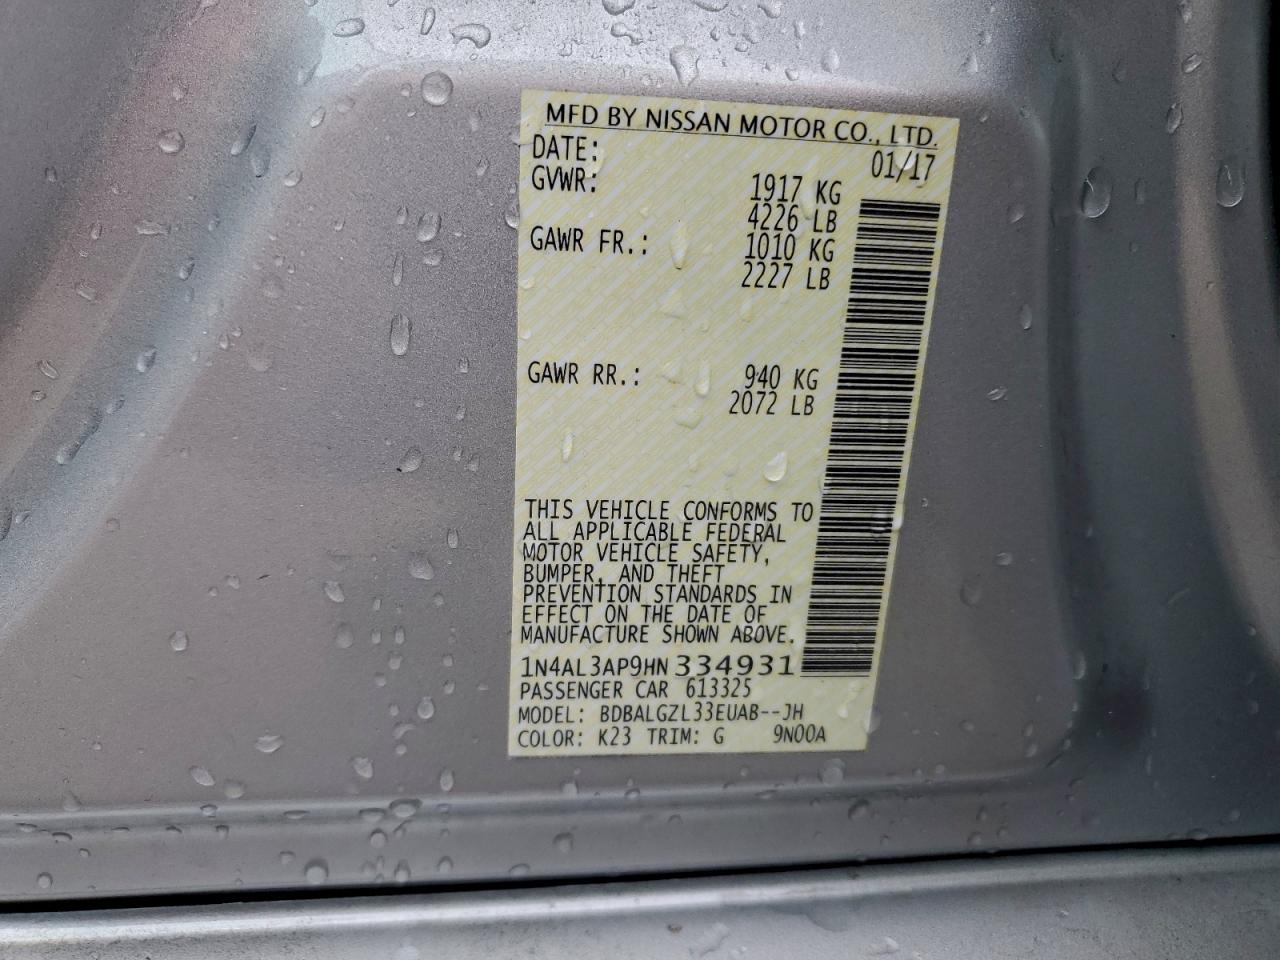 MFD BY NISSAN MOTOR CO., LTD.
DATE: 01/17
GVWR: 1917 KG
4226 LB
GAWR FR.: 1010 KG
2227 LB
GAWR RR.: 940 KG
2072 LB
THIS VEHICLE CONFORMS TO
ALL APPLICABLE FEDERAL
MOTOR VEHICLE SAFETY,
BUMPER, AND THEFT
PREVENTION STANDARDS IN
EFFECT ON THE DATE OF
MANUFACTURE SHOWN ABOVE.
1N4AL3AP9HN 334931
PASSENGER CAR 613325
MODEL: BDBALGZL33EUAB--JH
COLOR: K23 TRIM: G 9N00A